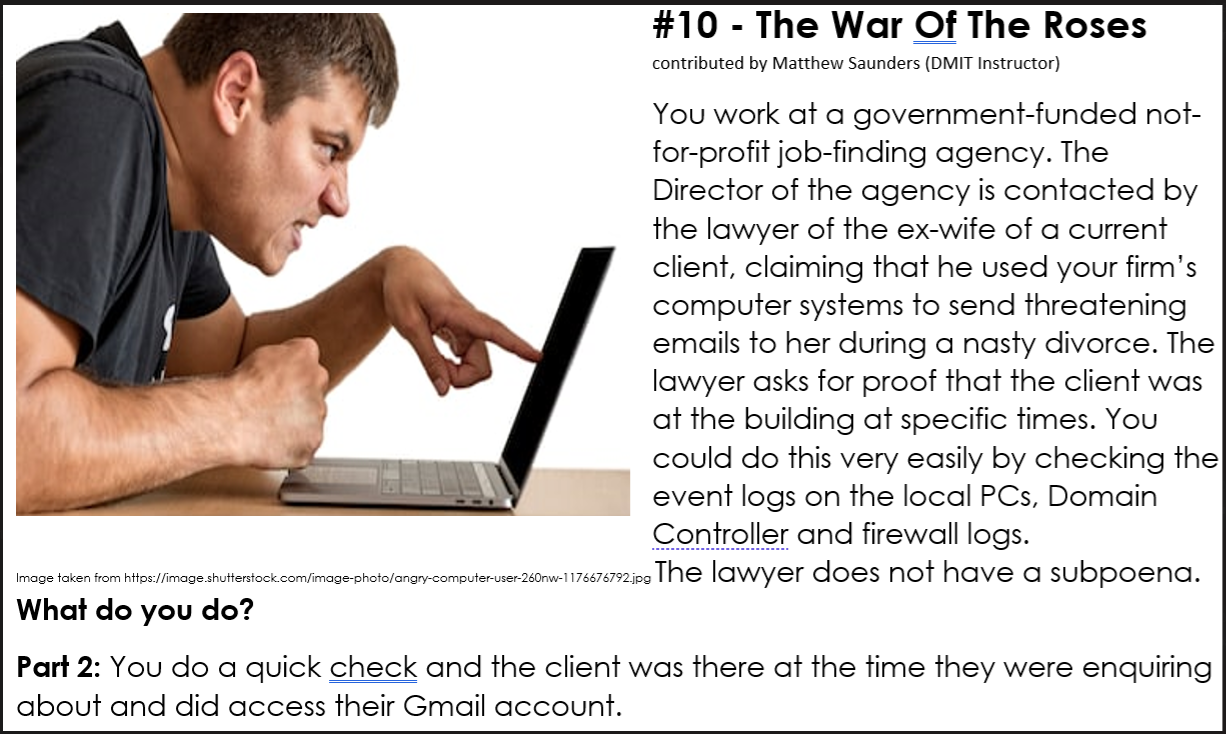 #10 - The War Of The Roses
contributed by Matthew Saunders (DMIT Instructor)
You work at a government-funded not-
for-profit job-finding agency. The
Director of the agency is contacted by
the lawyer of the ex-wife of a current
client, claiming that he used your firm’s
computer systems to send threatening
emails to her during a nasty divorce. The
lawyer asks for proof that the client was
at the building at specific times. You
could do this very easily by checking the
event logs on the local PCs, Domain
Controller and firewall logs.
The lawyer does not have a subpoena.
Image taken from https://image.shutterstock.com/image-photo/angry-computer-user-260nw-1176676792.jpg
What do you do?
Part 2: You do a quick check and the client was there at the time they were enquiring
about and did access their Gmail account.